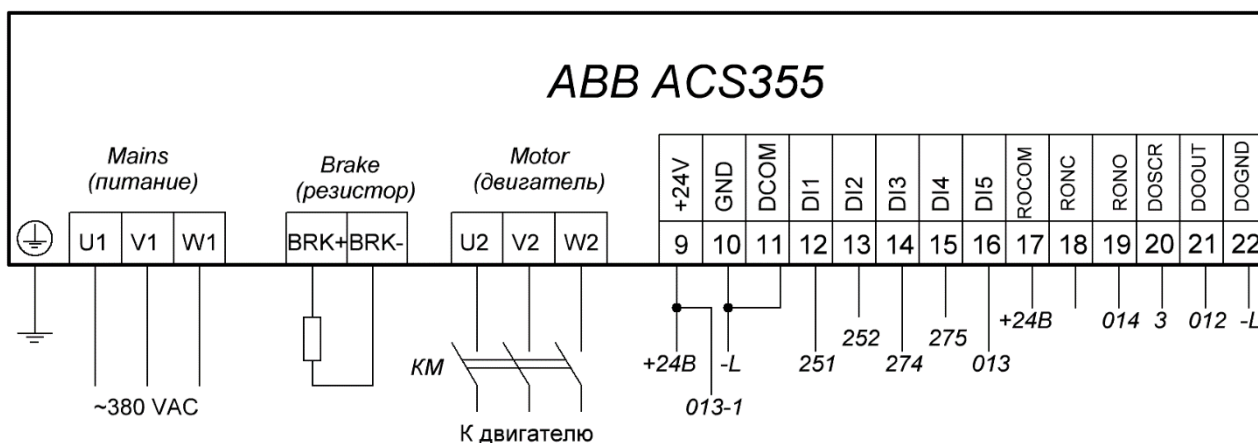 ABB ACS355
Mains
(питание)
Brake
(резистор)
Motor
(двигатель)
U1 V1 W1
BRK+ BRK-
U2 V2 W2
+24V GND DCOM DI1 DI2 DI3 DI4 DI5 ROCOM RONC RONO DOSCR DOOUT DOGND
9 10 11 12 13 14 15 16 17 18 19 20 21 22
+24В 014 3 012 -L
252 275
КМ
+24В -L 251 274 013
~380 VAC
013-1
К двигателю